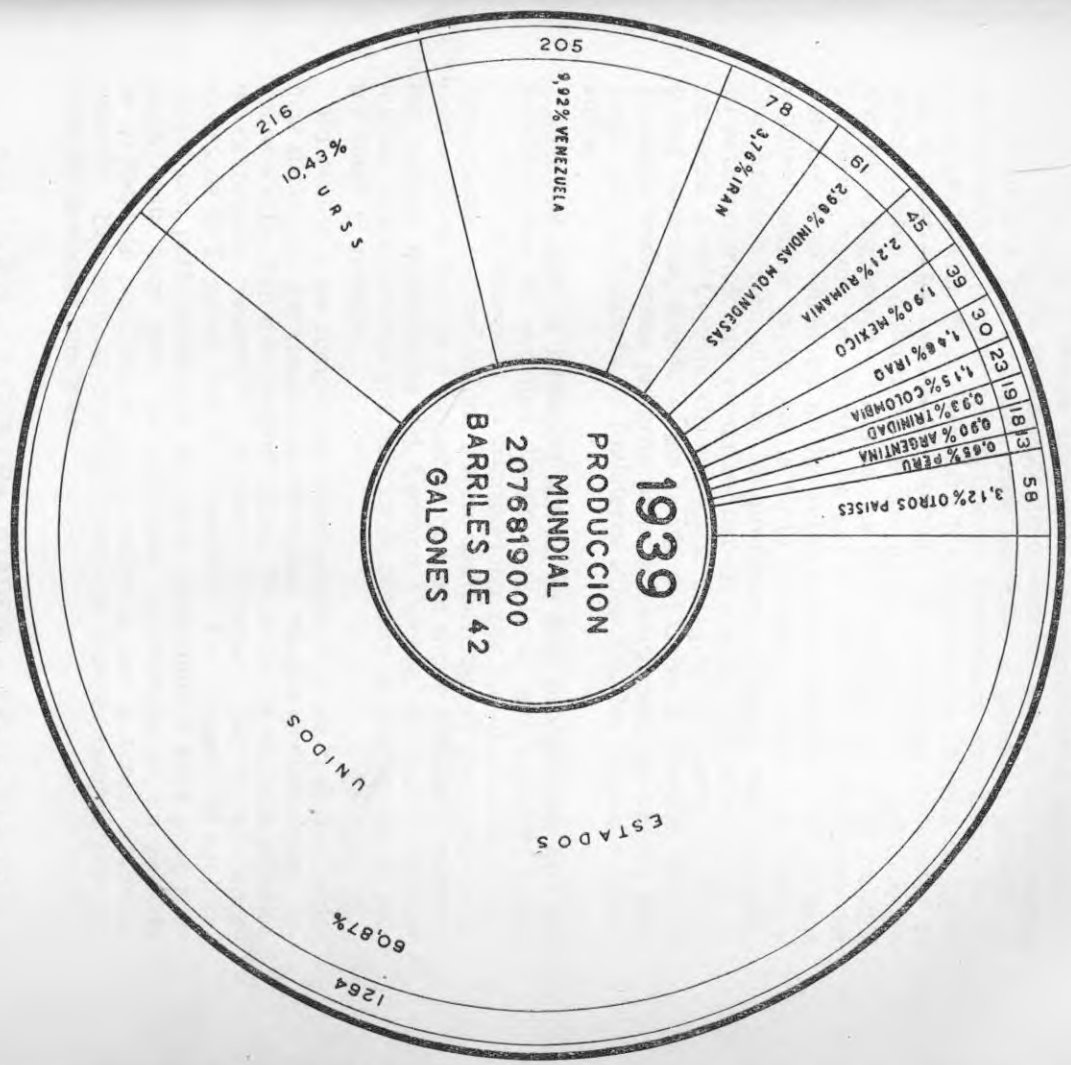 1939
PRODUCCION
MUNDIAL
2076819000
BARRILES DE 42
GALONES
216
10,43%
URSS
205
9,92% VENEZUELA
78
3,76% IRAN
61
2,96% INDIAS HOLANDESAS
45
2,21% RUMANIA
39
1,90% MEXICO
30
1,46% IRAQ
23
1,15% COLOMBIA
19
0,93% TRINIDAD
18
0,90% ARGENTINA
13
0,65% PERU
58
3,12% OTROS PAISES
ESTADOS
UNIDOS
60,87%
1264